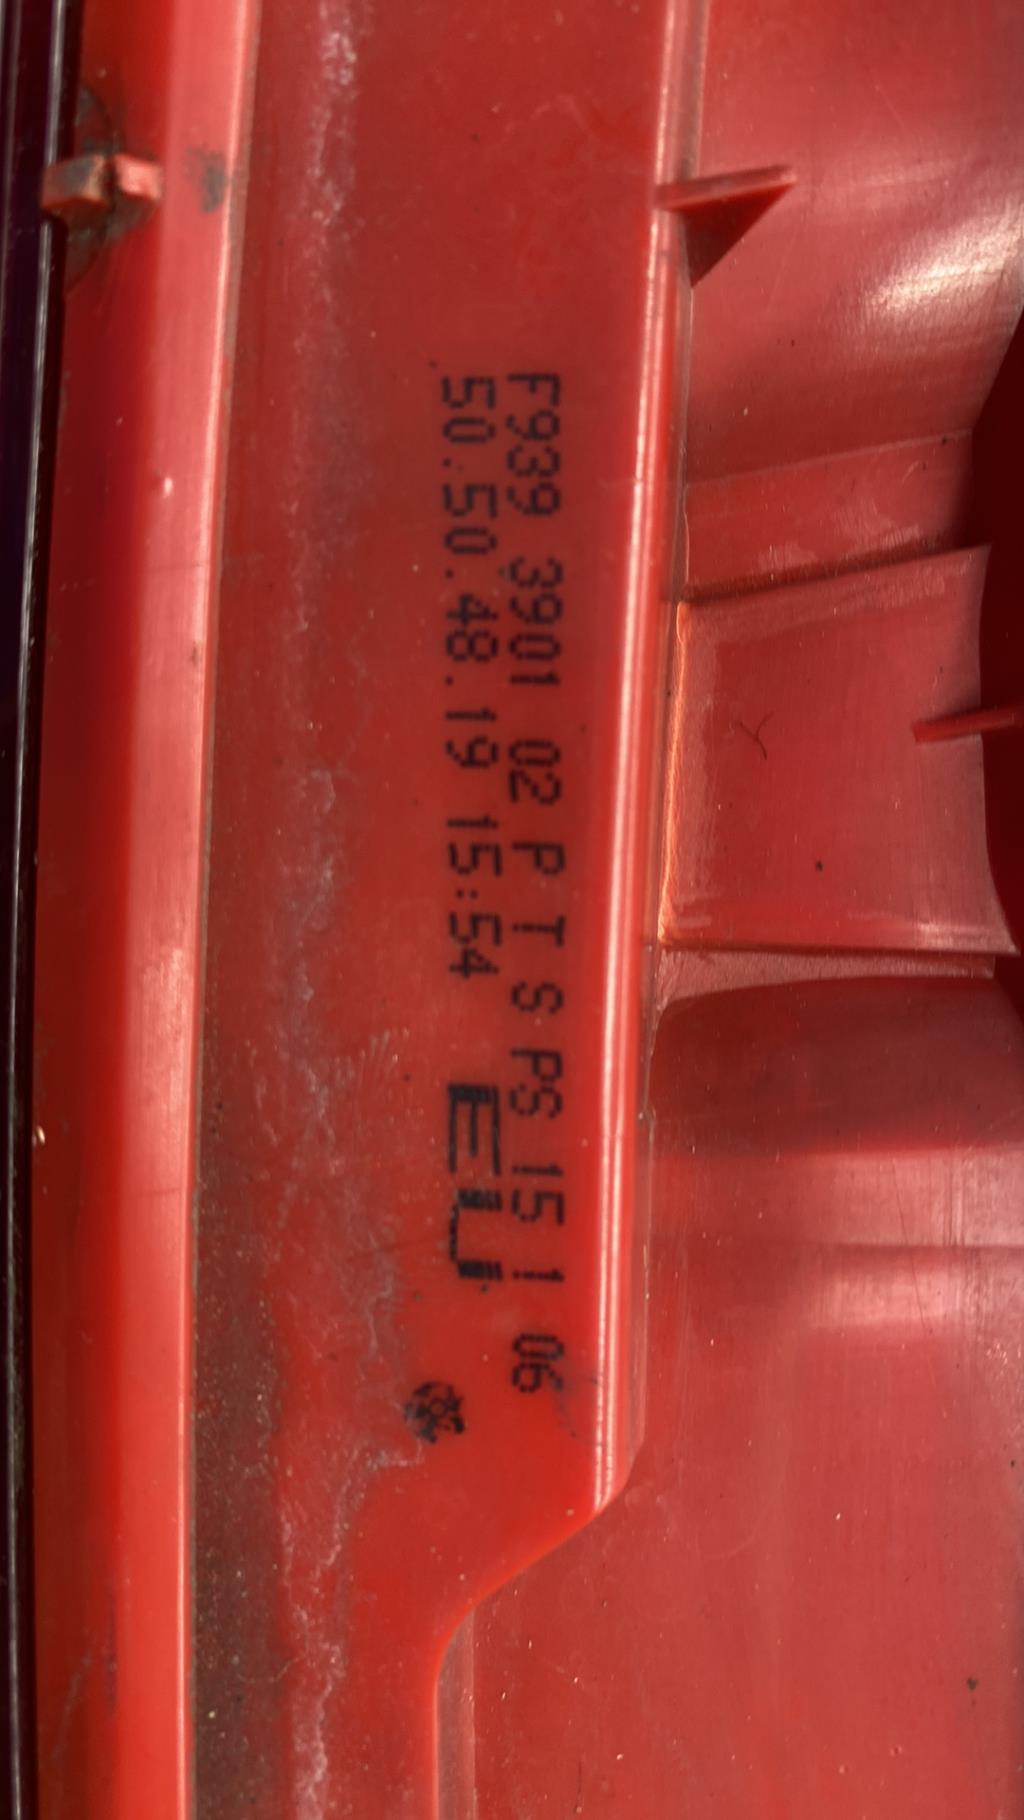 F939 3901 02 P T S PS 15 1 06
50.50.48.19 15:54 EU